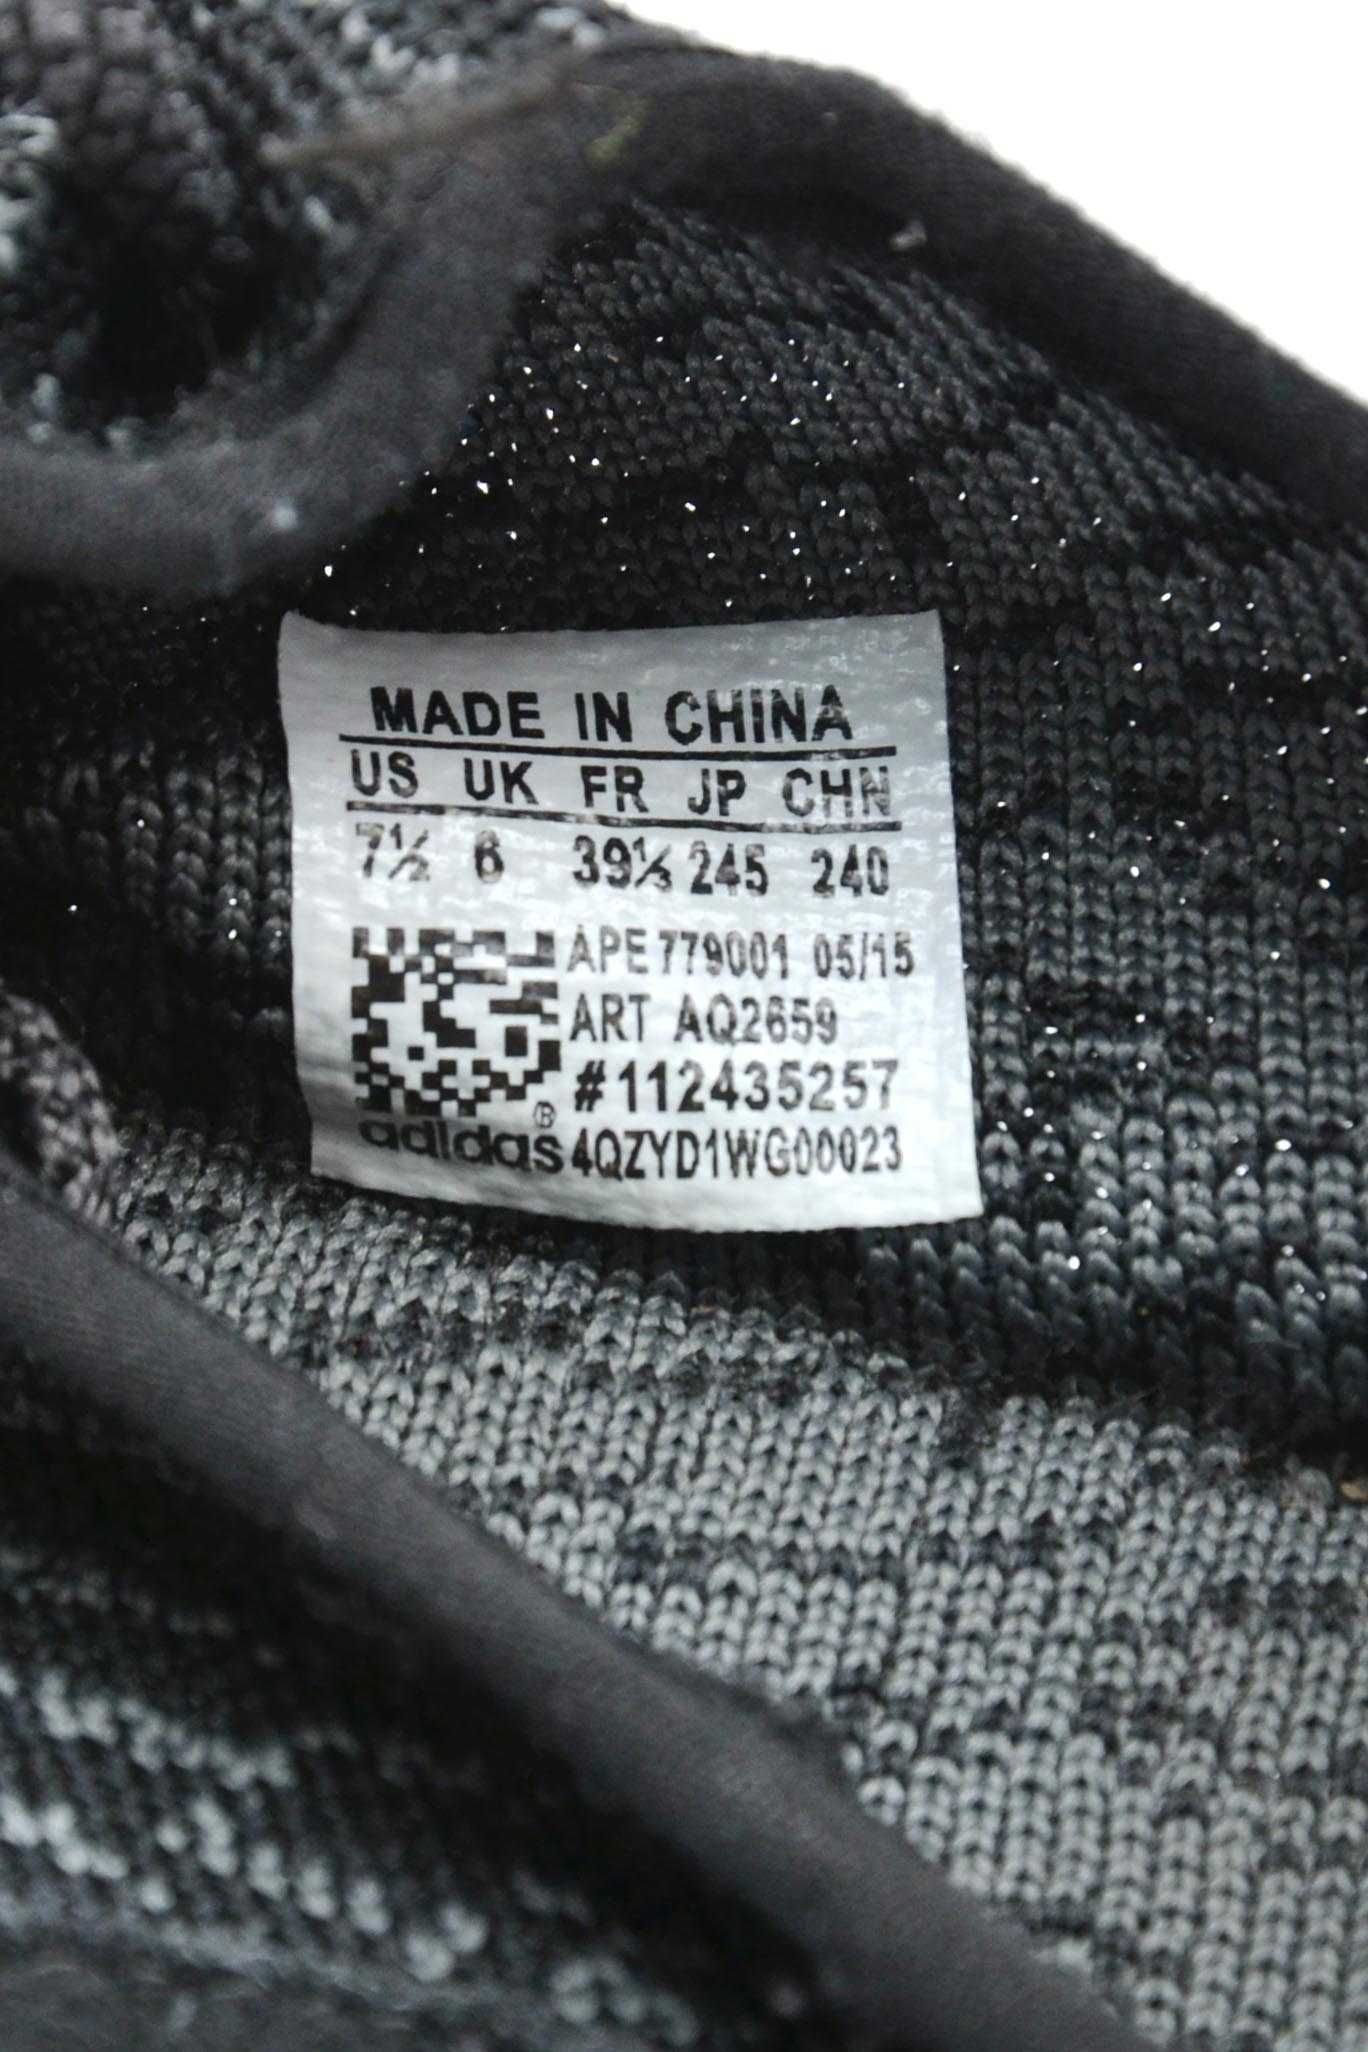 MADE IN CHINA
US UK FR JP CHN
7½ 6 39⅓ 245 240
APE 779001 05/15
ART AQ2659
#112435257
adidas® 4QZYD1WG00023